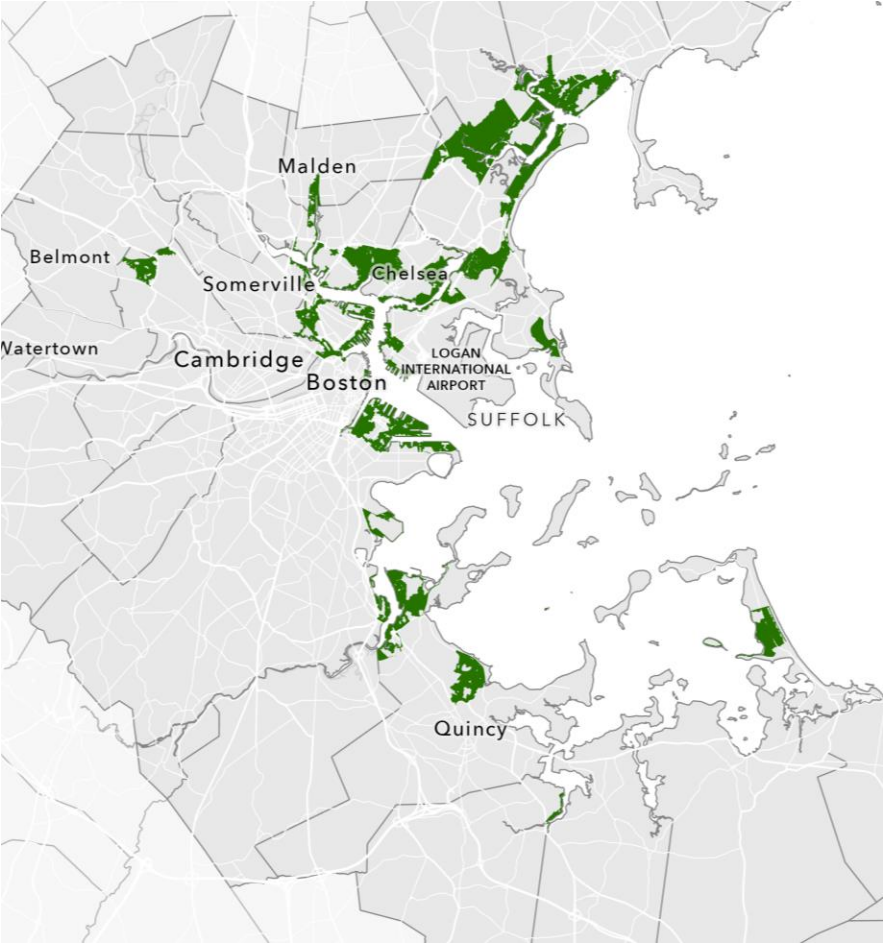 Malden
Belmont
Chelsea
Somerville
Watertown
Cambridge
LOGAN
INTERNATIONAL
AIRPORT
Boston
SUFFOLK
Quincy